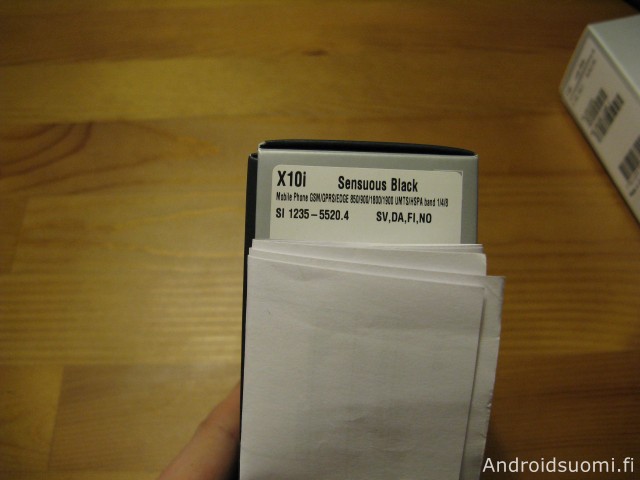 X10i Sensuous Black
Mobile Phone GSM/GPRS/EDGE 850/900/1800/1900 UMTS/HSPA band 1/4/8
SI 1235-5520.4 SV,DA,FI,NO
Androidsuomi.fi